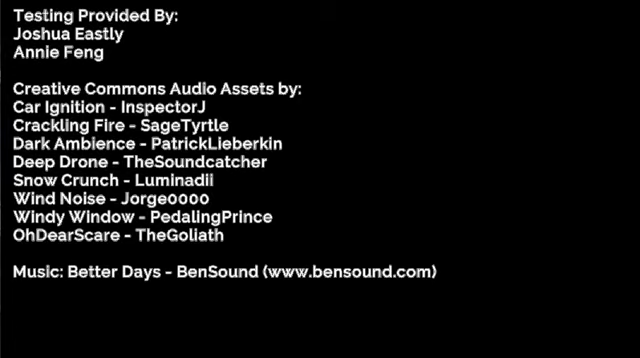 Testing Provided By:
Joshua Eastly
Annie Feng
Creative Commons Audio Assets by:
Car Ignition - InspectorJ
Crackling Fire - SageTyrtle
Dark Ambience - PatrickLieberkin
Deep Drone - TheSoundcatcher
Snow Crunch - Luminadii
Wind Noise - Jorge0000
Windy Window - PedalingPrince
OhDearScare - TheGoliath
Music: Better Days - BenSound (www.bensound.com)